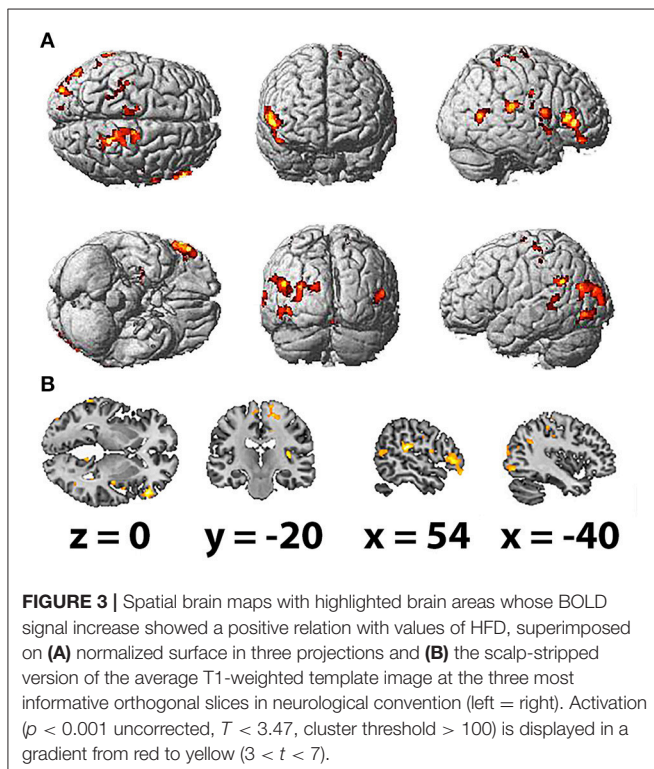 A
B
z = 0 y = -20 x = 54 x = -40
FIGURE 3 | Spatial brain maps with highlighted brain areas whose BOLD
signal increase showed a positive relation with values of HFD, superimposed
on (A) normalized surface in three projections and (B) the scalp-stripped
version of the average T1-weighted template image at the three most
informative orthogonal slices in neurological convention (left = right). Activation
(p < 0.001 uncorrected, T < 3.47, cluster threshold > 100) is displayed in a
gradient from red to yellow (3 < t < 7).